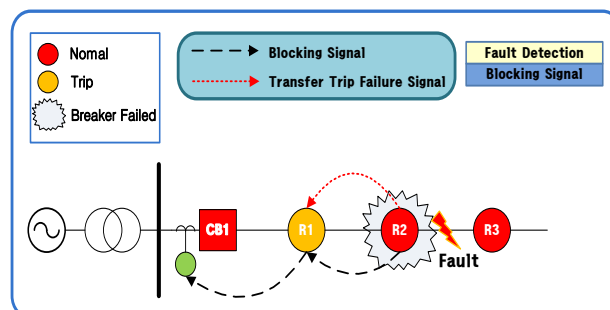 Nomal
Trip
Breaker Failed
Blocking Signal
Transfer Trip Failure Signal
Fault Detection
Blocking Signal
CB1
R1
R2
R3
Fault